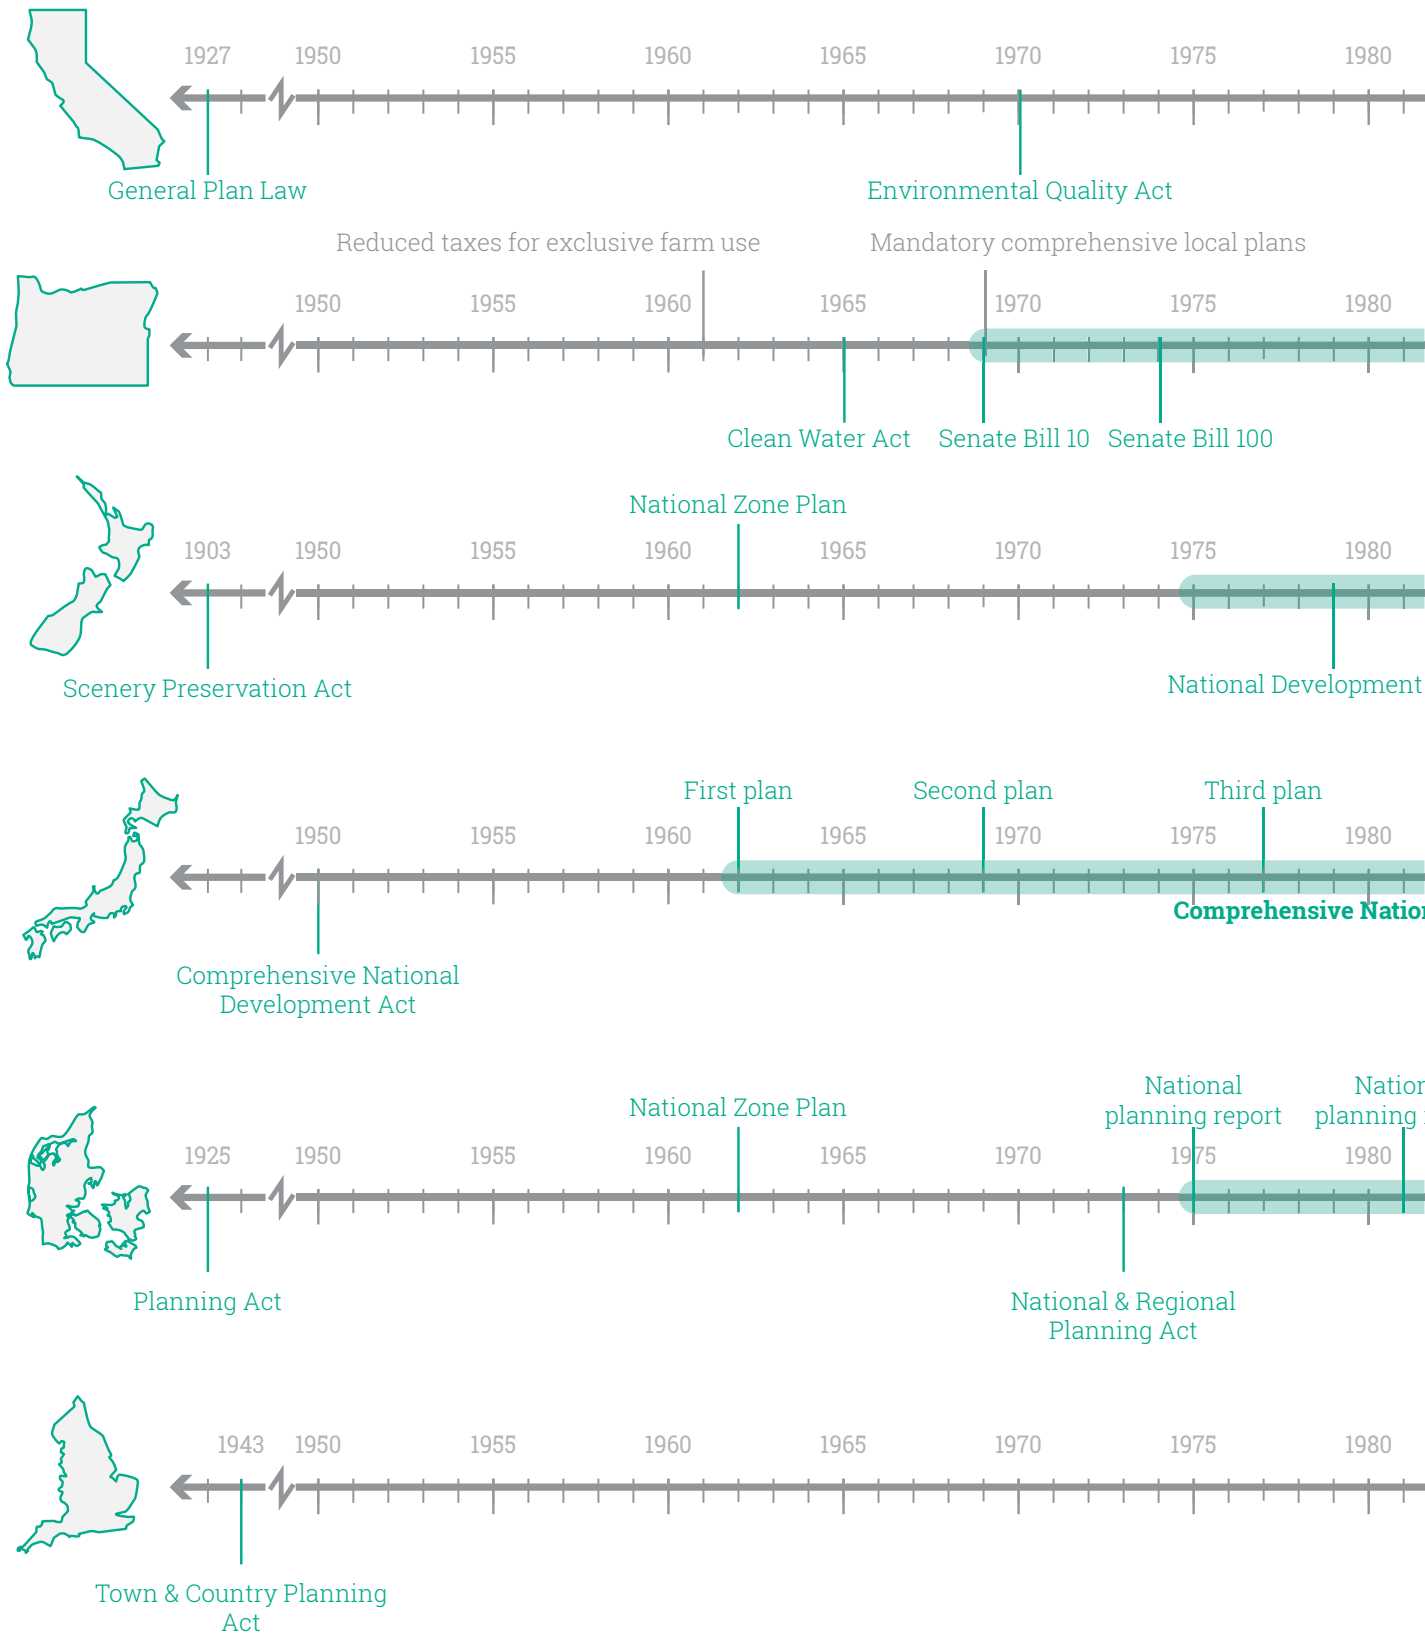 1927 1950 1955 1960 1965 1970 1975 1980
General Plan Law Environmental Quality Act
Reduced taxes for exclusive farm use Mandatory comprehensive local plans
1950 1955 1960 1965 1970 1975 1980
Clean Water Act Senate Bill 10 Senate Bill 100
National Zone Plan
1903 1950 1955 1960 1965 1970 1975 1980
Scenery Preservation Act National Development
First plan Second plan Third plan
1950 1955 1960 1965 1970 1975 1980
Comprehensive
Comprehensive National
Development Act
National
National Zone Plan planning report planning
1925 1950 1955 1960 1965 1970 1975 1980
Planning Act National & Regional
Planning Act
1943 1950 1955 1960 1965 1970 1975 1980
Town & Country Planning
Act